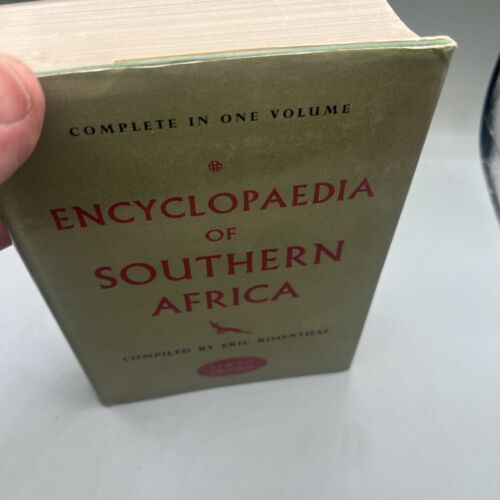 COMPLETE IN ONE VOLUME
ENCYCLOPAEDIA
OF
SOUTHERN
AFRICA
COMPILED BY ERIC ROSENTHAL